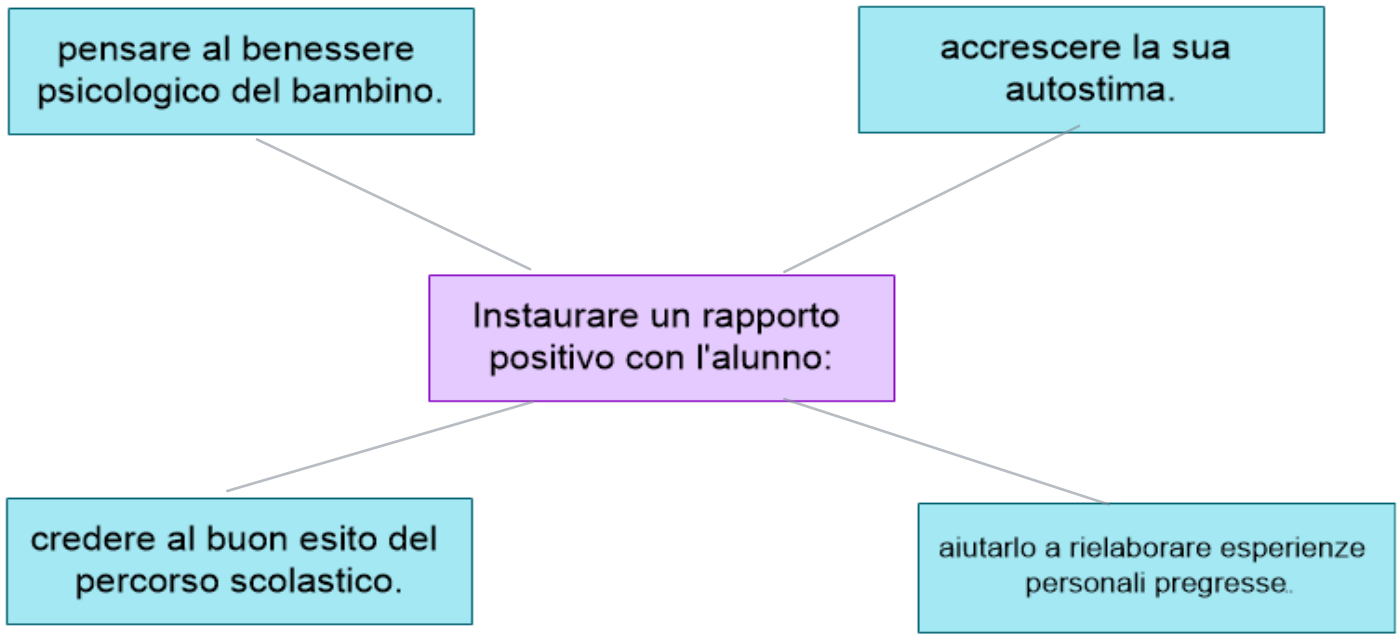 pensare al benessere
psicologico del bambino.
accrescere la sua
autostima.
Instaurare un rapporto
positivo con l'alunno:
credere al buon esito del
percorso scolastico.
aiutarlo a rielaborare esperienze
personali pregresse..